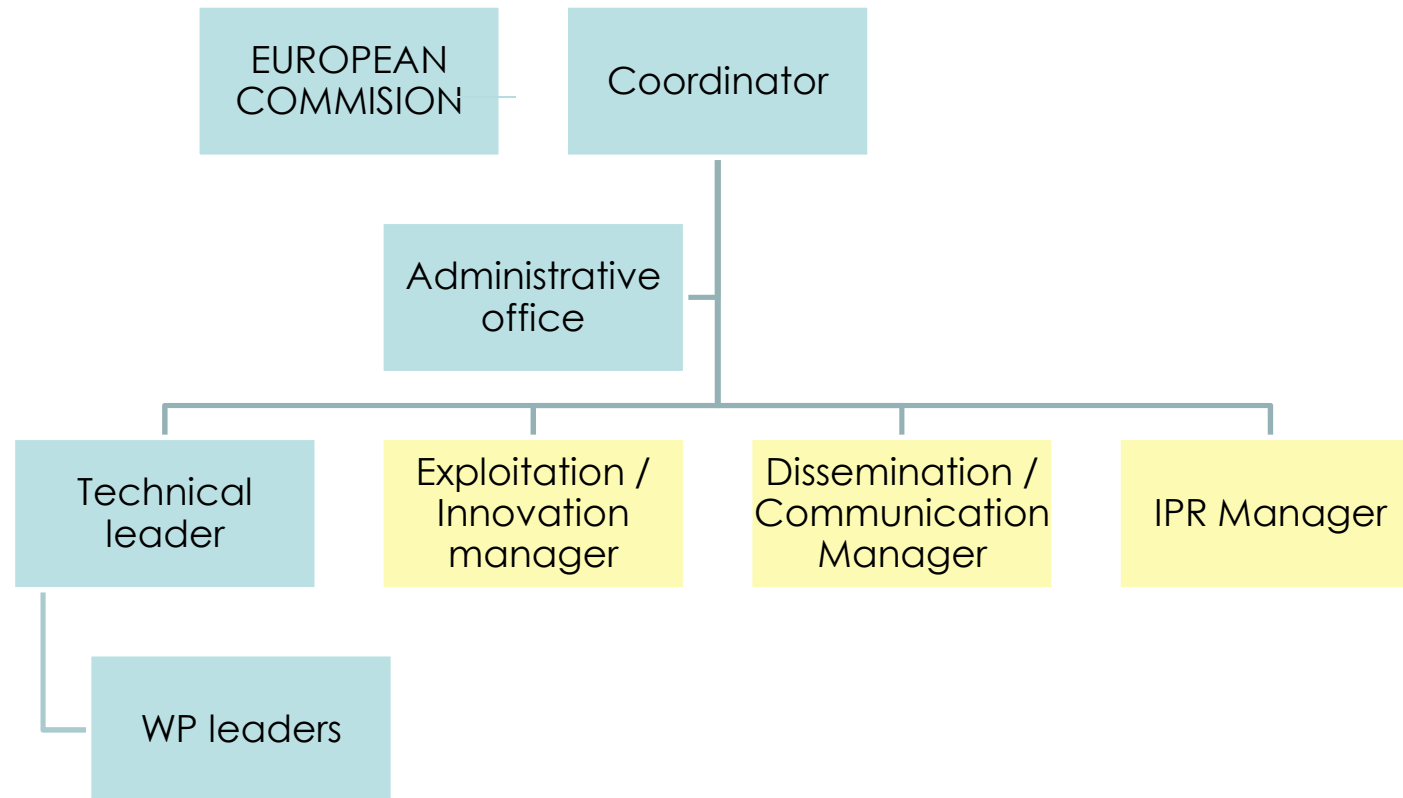 EUROPEAN
COMMISION
Coordinator
Administrative
office
Technical
leader
Exploitation /
Innovation
manager
Dissemination /
Communication
Manager
IPR Manager
WP leaders